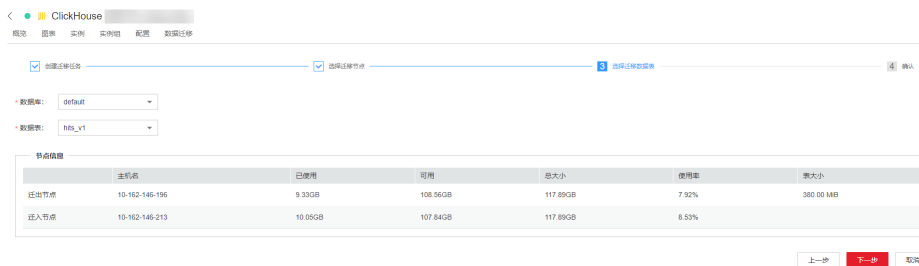 ClickHouse
概览 图表 实例 实例组 配置 数据迁移
创建迁移任务 选择迁移节点 3 选择迁移数据表 4 确认
* 数据库： default
* 数据表： hits_v1
节点信息
主机名 已使用 可用 总大小 使用率 表大小
迁出节点 10-162-146-196 9.33GB 108.56GB 117.89GB 7.92% 380.00 MiB
迁入节点 10-162-146-213 10.05GB 107.84GB 117.89GB 8.53%
上一步 下一步 取消